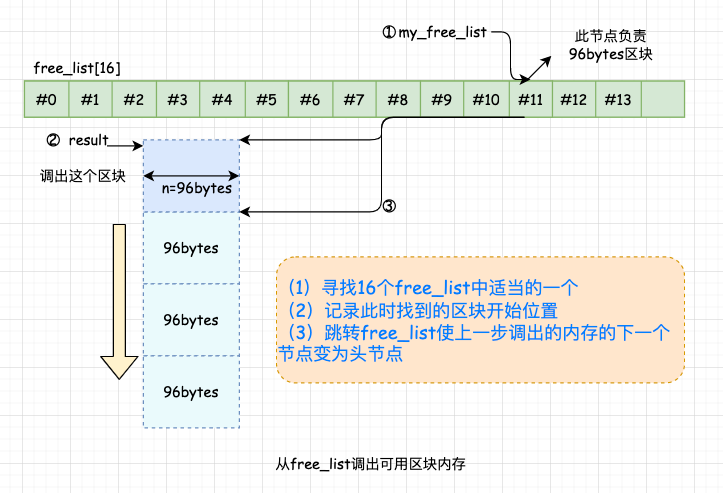 ①my_free_list
此节点负责
96bytes区块
free_list[16]
#0 #1 #2 #3 #4 #5 #6 #7 #8 #9 #10 #11 #12 #13
② result
调出这个区块
n=96bytes
③
96bytes
96bytes
96bytes
（1）寻找16个free_list中适当的一个
（2）记录此时找到的区块开始位置
（3）跳转free_list使上一步调出的内存的下一个
节点变为头节点
从free_list调出可用区块内存